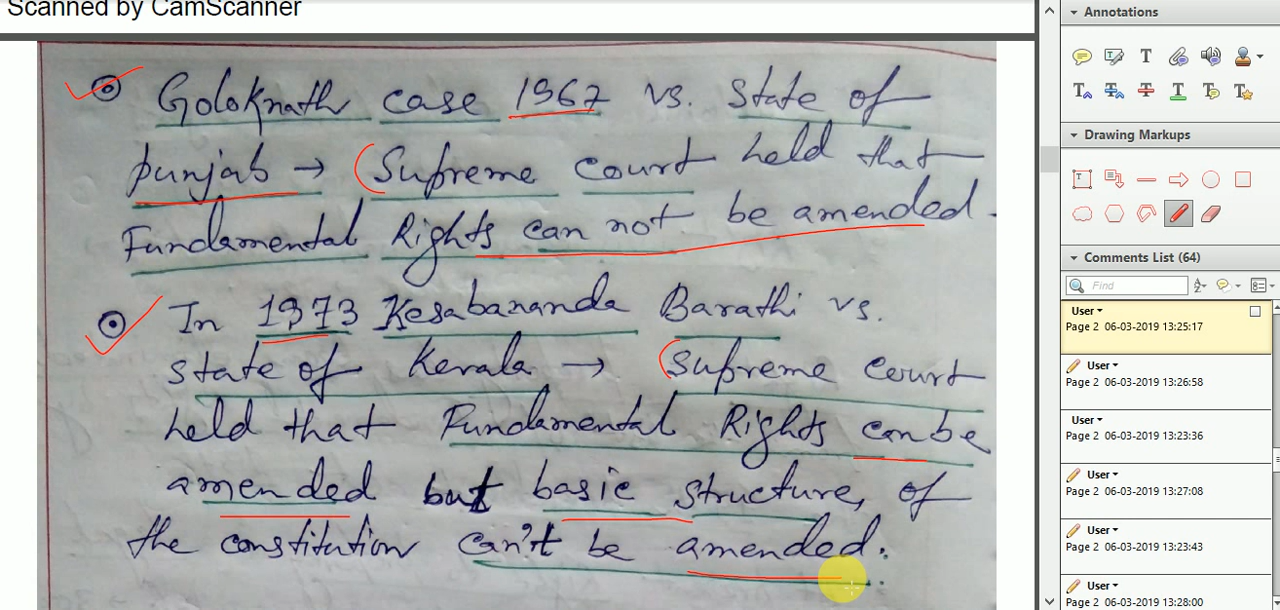 Scanned by CamScanner
Goloknath case 1967 vs. State of
punjab → Supreme court held that
Fundamental Rights can not be amended.
In 1973 Kesabananda Barathi vs.
state of Kerala → Supreme court
held that Fundamental Rights can be
amended but basic structure, of
the constitution can't be amended.
Annotations
Drawing Markups
Comments List (64)
Find
User
Page 2 06-03-2019 13:25:17
User
Page 2 06-03-2019 13:26:58
User
Page 2 06-03-2019 13:23:36
User
Page 2 06-03-2019 13:27:08
User
Page 2 06-03-2019 13:23:43
User
Page 2 06-03-2019 13:28:00